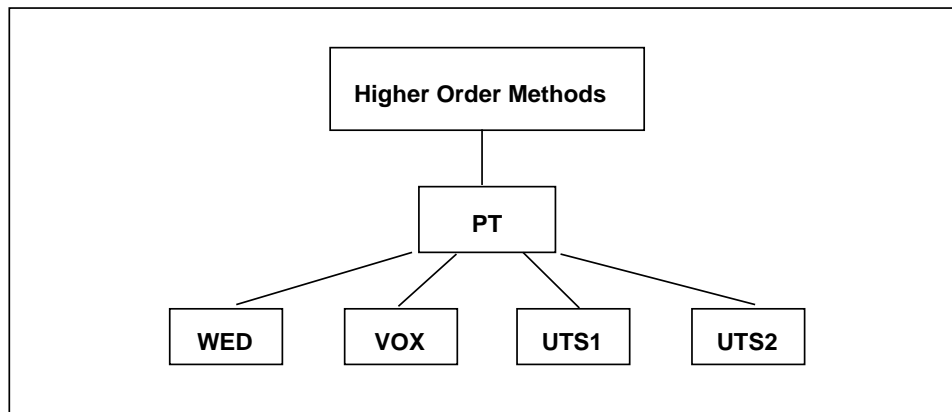 Higher Order Methods
PT
WED
VOX
UTS1
UTS2